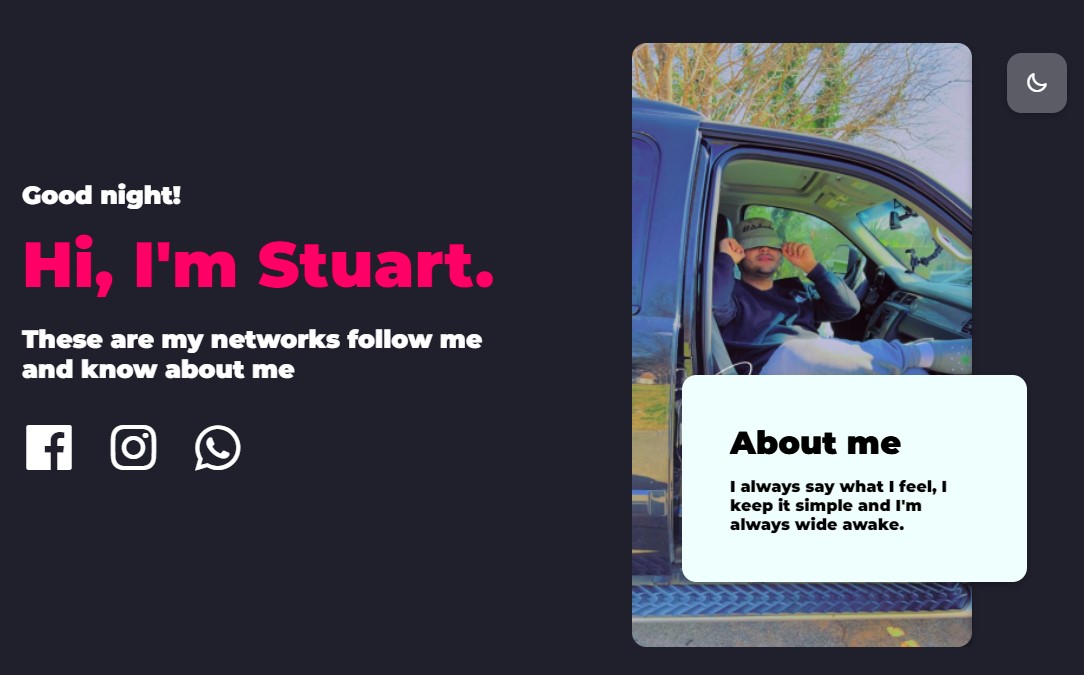 Good night!
Hi, I'm Stuart.
These are my networks follow me
and know about me
About me
I always say what I feel, I
keep it simple and I'm
always wide awake.